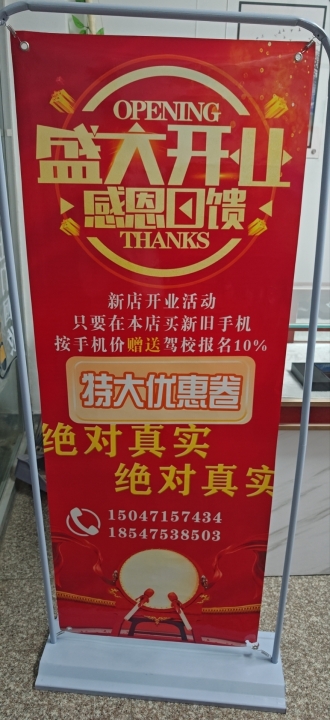 OPENING
盛大开业
感恩回馈
THANKS
新店开业活动
只要在本店买新旧手机
按手机价赠送驾校报名10%
特大优惠卷
绝对真实
绝对真实
15047157434
18547538503